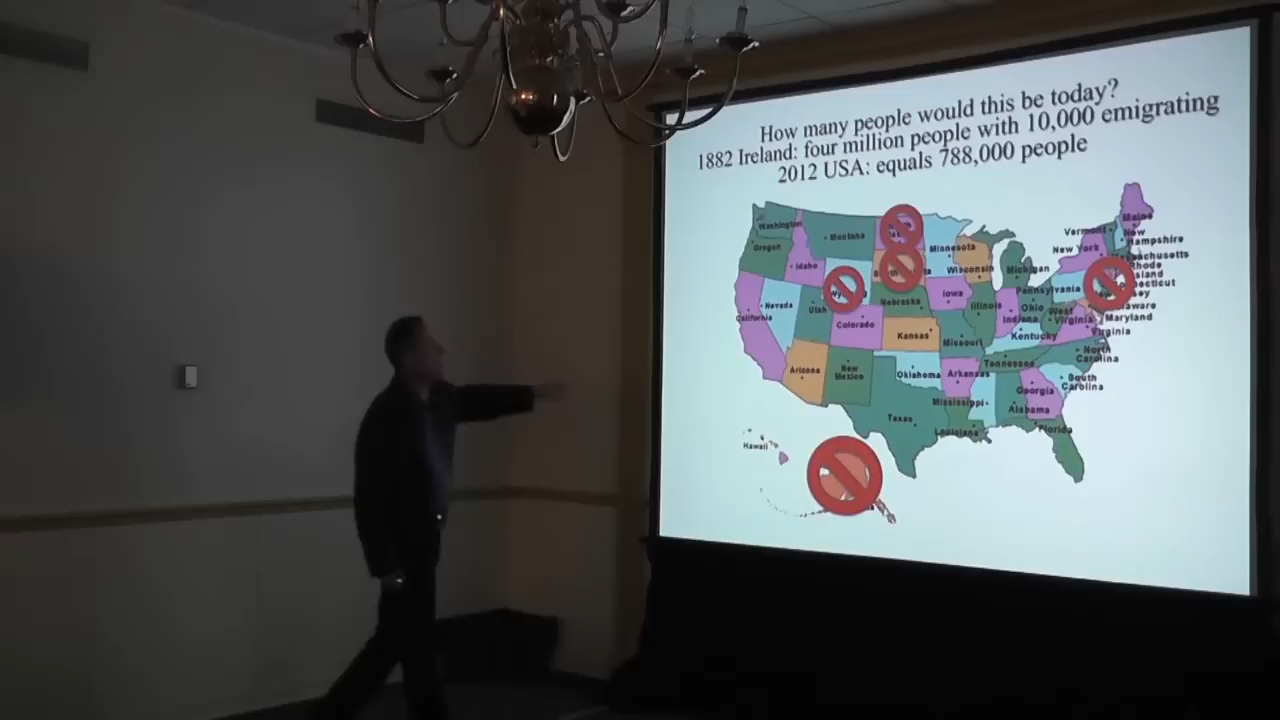 How many people would this be today?
1882 Ireland: four million people with 10,000 emigrating
2012 USA: equals 788,000 people
Washington
Oregon
Idaho
Montana
Minnesota
Wisconsin
Michigan
Vermont
Maine
New
Hampshire
New York
Rhode
Pennsylvania
Nevada
Utah
California
Colorado
Nebraska
Iowa
Illinois
Indiana
Ohio
West
Virginia
Maryland
Virginia
Kansas
Missouri
Kentucky
Arizona
New
Mexico
Oklahoma
Arkansas
Tennessee
North
Carolina
South
Carolina
Texas
Louisiana
Mississippi
Alabama
Georgia
Florida
Hawaii